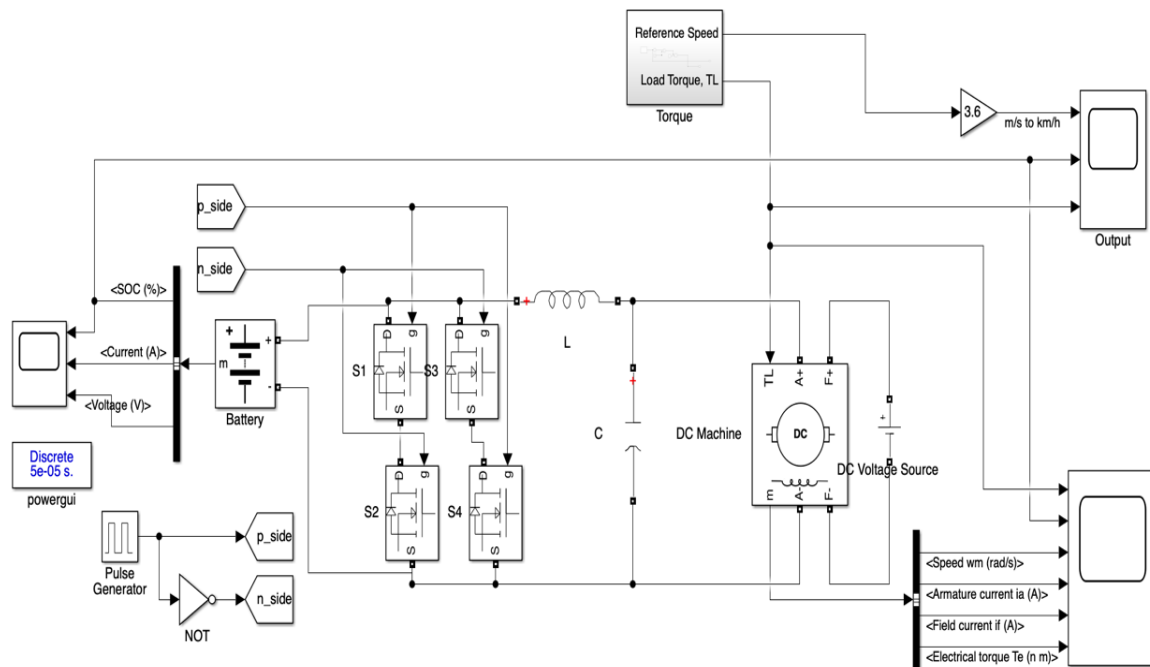 Reference Speed
Load Torque, TL
Torque
3.6
m/s to km/h
Output
p_side
n_side
<SOC (%)>
<Current (A)>
<Voltage (V)>
+
m
+
-
Battery
D
g
S1
S
D
g
S3
S
D
g
S2
S
D
g
S4
S
+
L
+
C
TL
A+
F+
DC Machine
DC
m
A-
F-
+
DC Voltage Source
Discrete
5e-05 s.
powergui
Pulse
Generator
NOT
p_side
n_side
<Speed wm (rad/s)>
<Armature current ia (A)>
<Field current if (A)>
<Electrical torque Te (n m)>